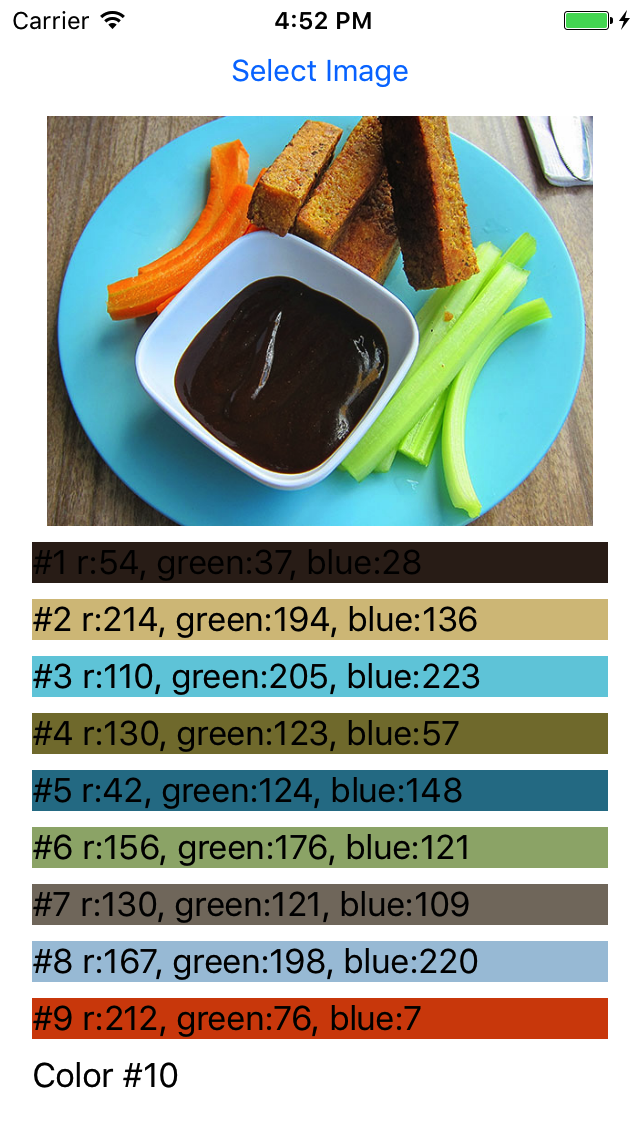 Carrier 4:52 PM
Select Image
#1 r:54, green:37, blue:28
#2 r:214, green:194, blue:136
#3 r:110, green:205, blue:223
#4 r:130, green:123, blue:57
#5 r:42, green:124, blue:148
#6 r:156, green:176, blue:121
#7 r:130, green:121, blue:109
#8 r:167, green:198, blue:220
#9 r:212, green:76, blue:7
Color #10